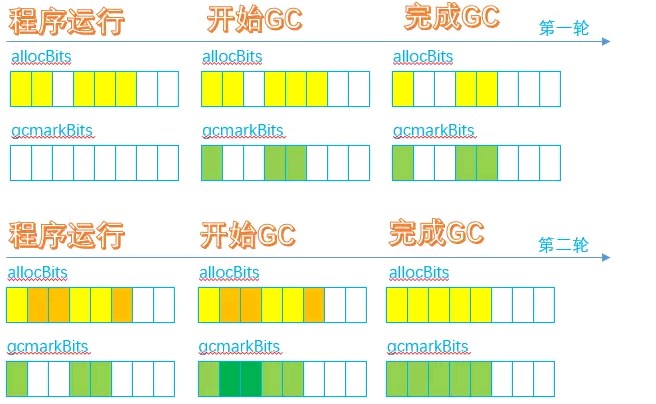 程序运行 开始GC 完成GC 第一轮
allocBits allocBits allocBits
gcmarkBits gcmarkBits gcmarkBits
程序运行 开始GC 完成GC 第二轮
allocBits allocBits allocBits
gcmarkBits gcmarkBits gcmarkBits